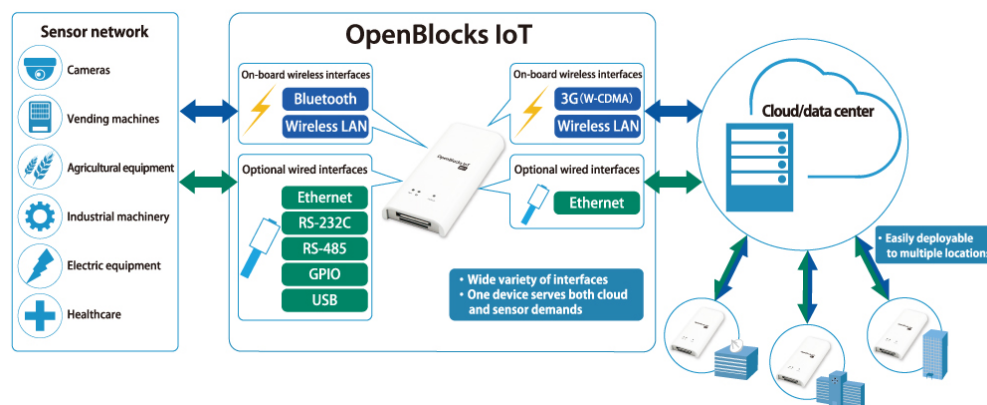 Sensor network
Cameras
Vending machines
Agricultural equipment
Industrial machinery
Electric equipment
Healthcare
OpenBlocks IoT
On-board wireless interfaces
Bluetooth
Wireless LAN
Optional wired interfaces
Ethernet
RS-232C
RS-485
GPIO
USB
OpenBlocks IoT
On-board wireless interfaces
3G(W-CDMA)
Wireless LAN
Optional wired interfaces
Ethernet
• Wide variety of interfaces
• One device serves both cloud
and sensor demands
Cloud/data center
• Easily deployable
to multiple locations